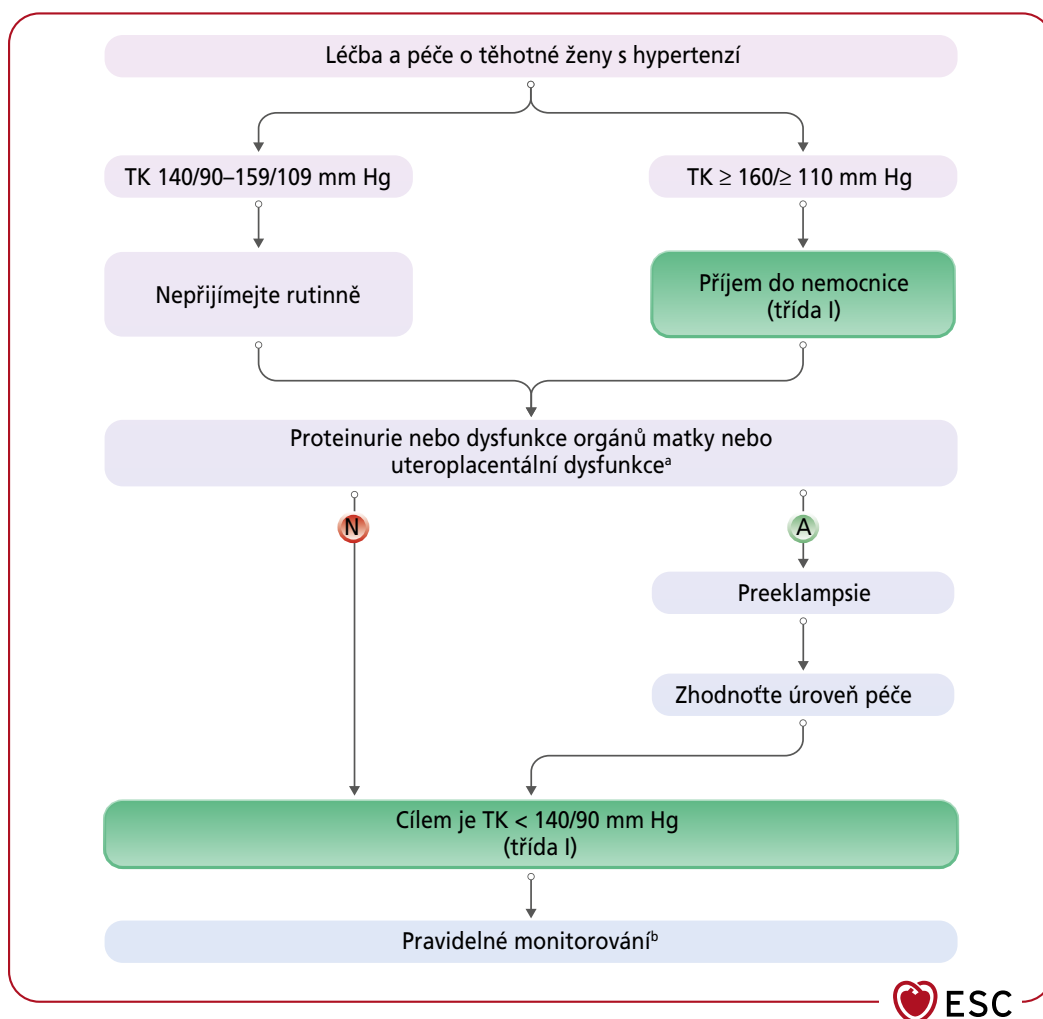 Léčba a péče o těhotné ženy s hypertenzí
TK 140/90–159/109 mm Hg
TK ≥ 160/≥ 110 mm Hg
Nepřijímejte rutinně
Příjem do nemocnice
(třída I)
Proteinurie nebo dysfunkce orgánů matky nebo
uteroplacentální dysfunkceᵃ
N
A
Preeklampsie
Zhodnoťte úroveň péče
Cílem je TK < 140/90 mm Hg
(třída I)
Pravidelné monitorováníᵇ
ESC